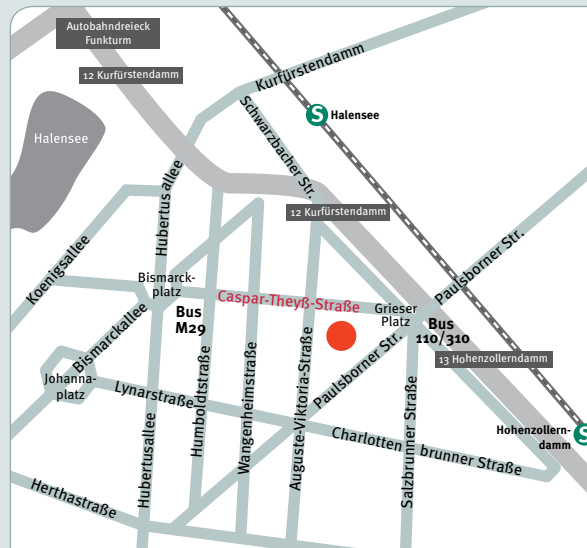 Autobahndreieck
Funkturm
12 Kurfürstendamm
Kurfürstendamm
S Halensee
Schwarzbacher Str.
Halensee
Hubertusallee
12 Kurfürstendamm
Paulsborner Str.
Koenigsallee
Bismarck-
platz
Caspar-Theyß-Straße
Grieser
Platz
Bus
M29
Bus
110/310
Bismarckallee
Paulsborner Str.
13 Hohenzollerndamm
Johanna-
platz
Lynarstraße
Humboldtstraße
Wangenheimstraße
Auguste-Viktoria-Straße
Salzbrunner Straße
Charlottenbrunner Straße
Hohenzollern-
damm
S
Hubertusallee
Herthastraße